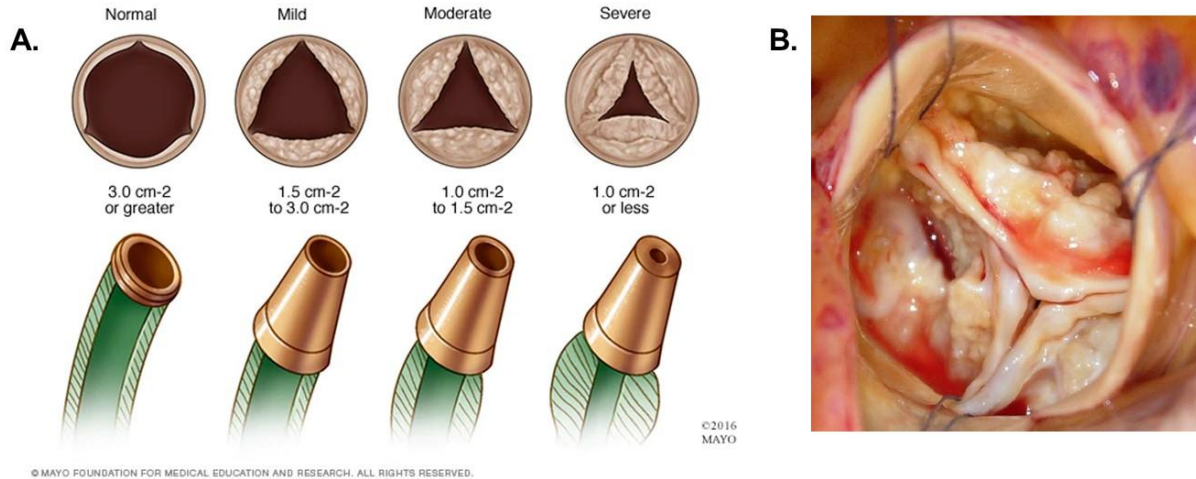 A.
Normal
Mild
Moderate
Severe
B.
3.0 cm-2
or greater
1.5 cm-2
to 3.0 cm-2
1.0 cm-2
to 1.5 cm-2
1.0 cm-2
or less
©2016
MAYO
© MAYO FOUNDATION FOR MEDICAL EDUCATION AND RESEARCH. ALL RIGHTS RESERVED.